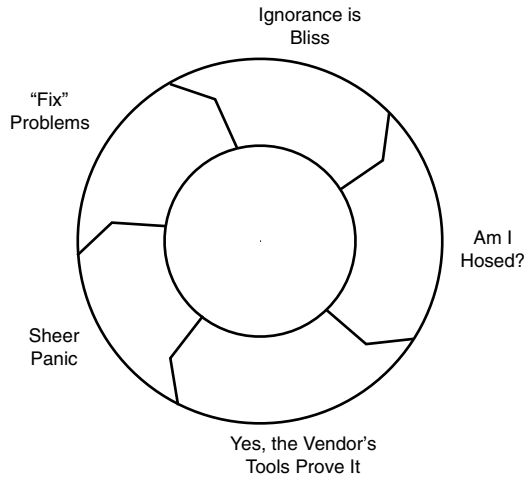 Ignorance is
Bliss
“Fix”
Problems
Am I
Hosed?
Sheer
Panic
Yes, the Vendor’s
Tools Prove It